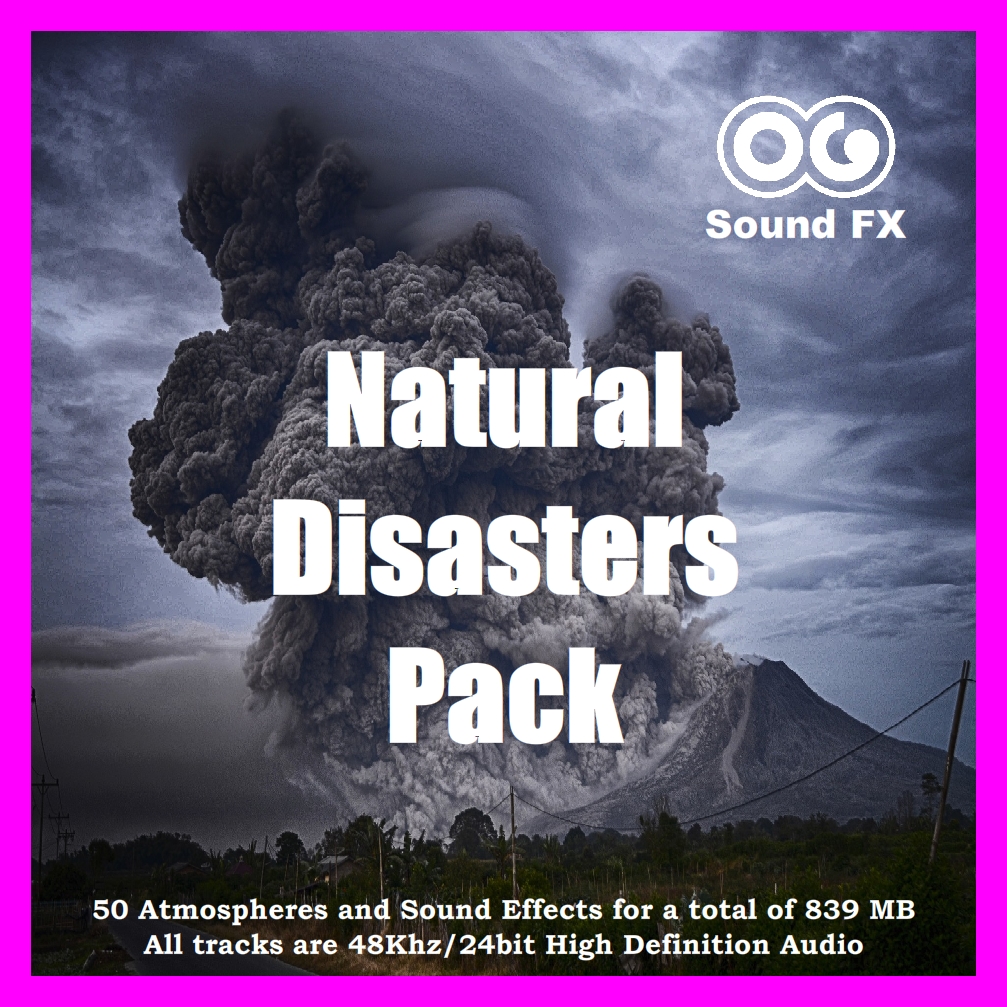 OG
Sound FX
Natural
Disasters
Pack
50 Atmospheres and Sound Effects for a total of 839 MB
All tracks are 48Khz/24bit High Definition Audio